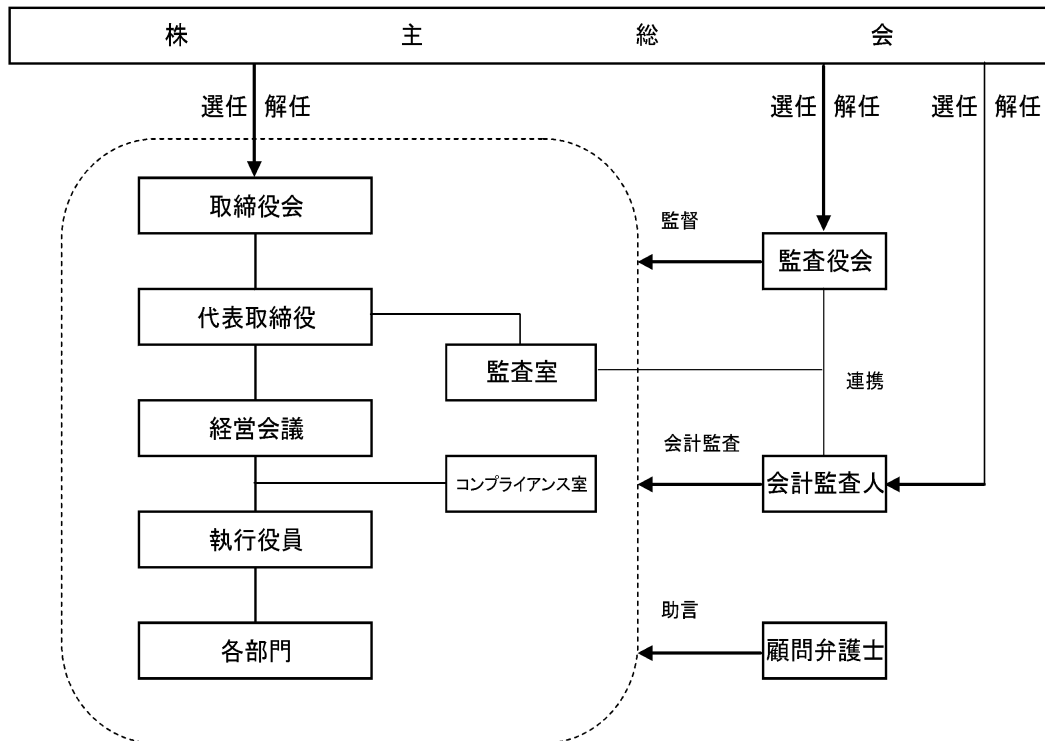 株主総会
選任 解任
選任 解任
選任 解任
取締役会
監督
監査役会
代表取締役
監査室
連携
経営会議
会計監査
コンプライアンス室
会計監査人
執行役員
助言
各部門
顧問弁護士